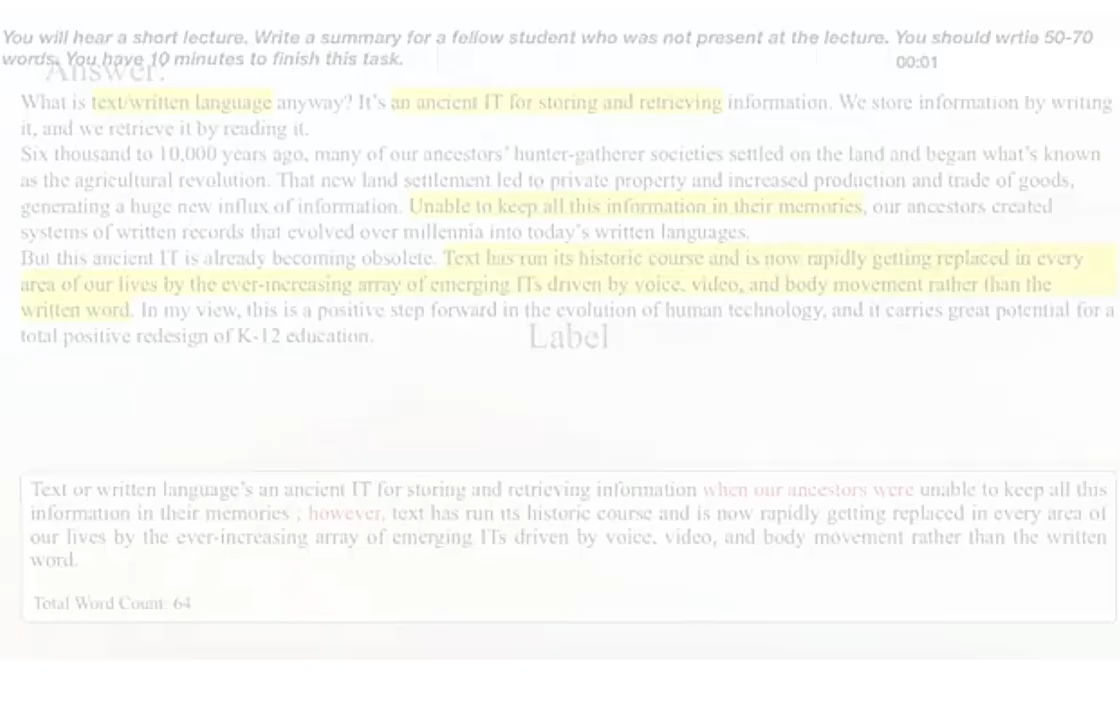 You will hear a short lecture. Write a summary for a fellow student who was not present at the lecture. You should wrtie 50-70
words. You have 10 minutes to finish this task.
00:01
Answer:
What is text/written language anyway? It's an ancient IT for storing and retrieving information. We store information by writing
it, and we retrieve it by reading it.
Six thousand to 10,000 years ago, many of our ancestors' hunter-gatherer societies settled on the land and began what's known
as the agricultural revolution. That new land settlement led to private property and increased production and trade of goods,
generating a huge new influx of information. Unable to keep all this information in their memories, our ancestors created
systems of written records that evolved over millennia into today's written languages.
But this ancient IT is already becoming obsolete. Text has run its historic course and is now rapidly getting replaced in every
area of our lives by the ever-increasing array of emerging ITs driven by voice, video, and body movement rather than the
written word. In my view, this is a positive step forward in the evolution of human technology, and it carries great potential for a
total positive redesign of K-12 education.
Label
Text or written language's an ancient IT for storing and retrieving information when our ancestors were unable to keep all this
information in their memories ; however, text has run its historic course and is now rapidly getting replaced in every area of
our lives by the ever-increasing array of emerging ITs driven by voice, video, and body movement rather than the written
word.
Total Word Count: 64